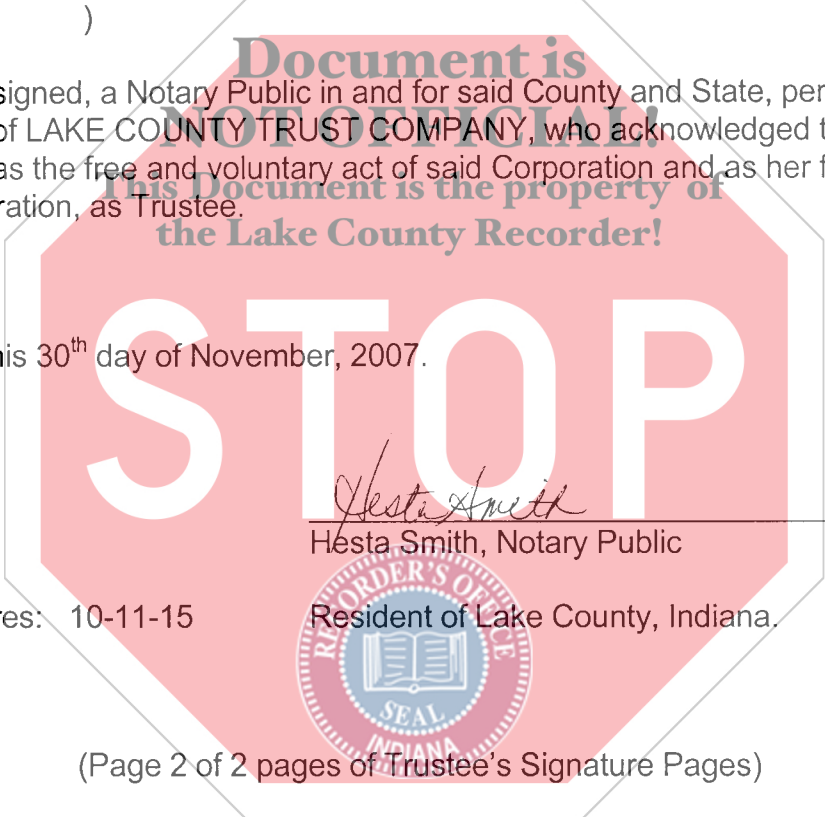 )
Document is
signed, a Notary Public in and for said County and State, per
NOT OFFICIAL!
of LAKE COUNTY TRUST COMPANY, who acknowledged t
as the free and voluntary act of said Corporation and as her f
This Document is the property of
ration, as Trustee.
the Lake County Recorder!
STOP
his 30th day of November, 2007.
Hesta Smith
Hesta Smith, Notary Public
RECORDER'S OFFICE
res: 10-11-15 Resident of Lake County, Indiana.
SEAL
INDIANA
(Page 2 of 2 pages of Trustee's Signature Pages)